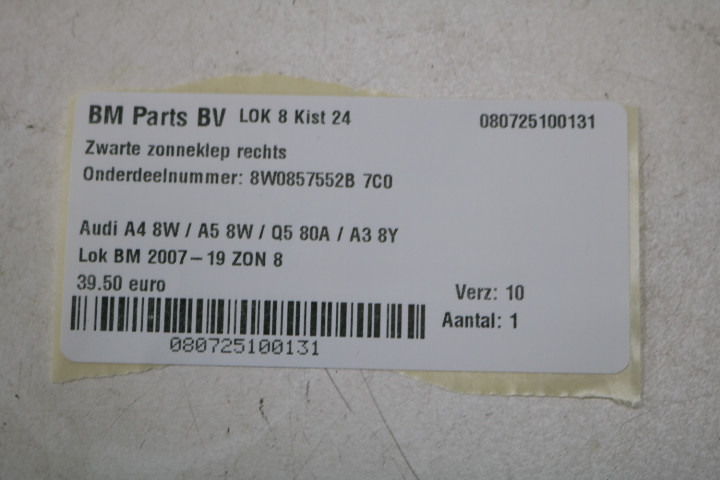 BM Parts BV LOK 8 Kist 24 080725100131
Zwarte zonneklep rechts
Onderdeelnummer: 8W0857552B 7C0
Audi A4 8W / A5 8W / Q5 80A / A3 8Y
Lok BM 2007-19 ZON 8
39.50 euro
Verz: 10
Aantal: 1
080725100131